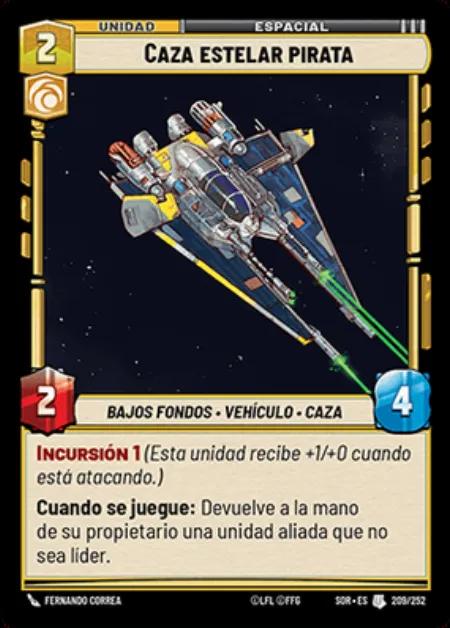 UNIDAD
ESPACIAL
2
CAZA ESTELAR PIRATA
2
BAJOS FONDOS • VEHÍCULO • CAZA
4
INCURSIÓN 1 (Esta unidad recibe +1/+0 cuando
está atacando.)
Cuando se juegue: Devuelve a la mano
de su propietario una unidad aliada que no
sea líder.
FERNANDO CORREA
©LFL ©FFG
SOR • ES
209/252